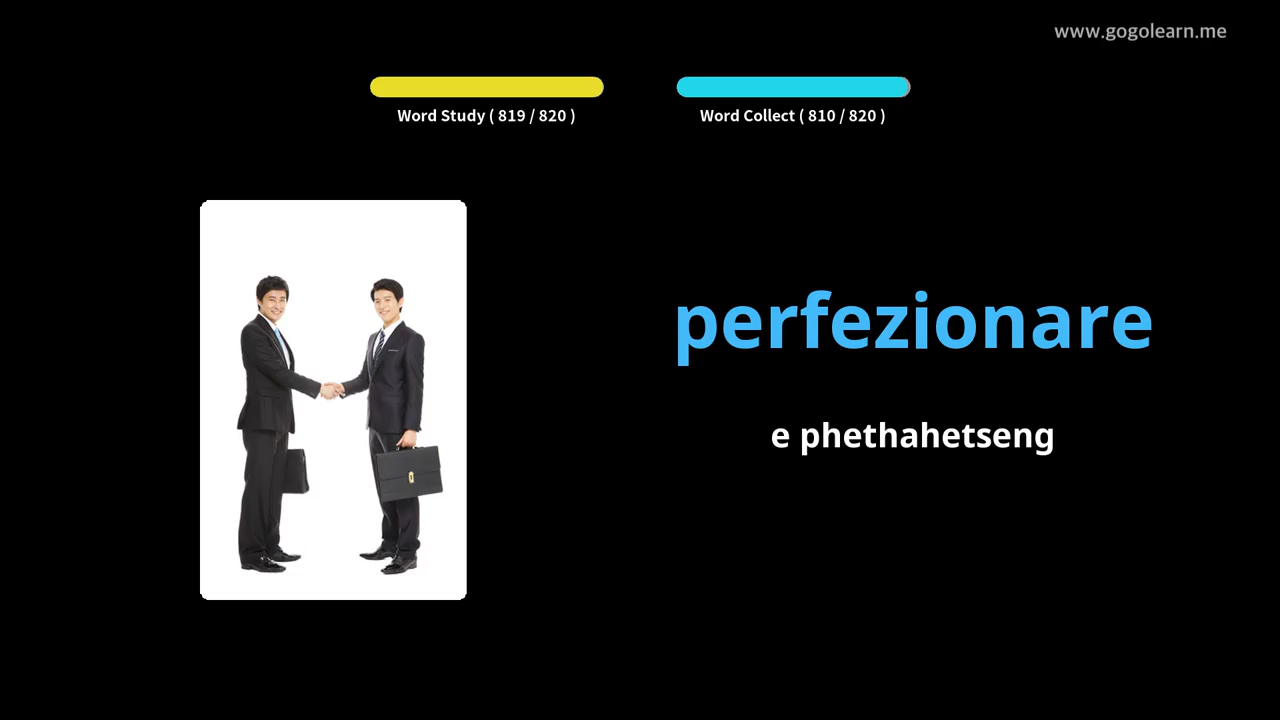 www.gogolearn.me
Word Study ( 819 / 820 )
Word Collect ( 810 / 820 )
perfezionare
e phethahetseng